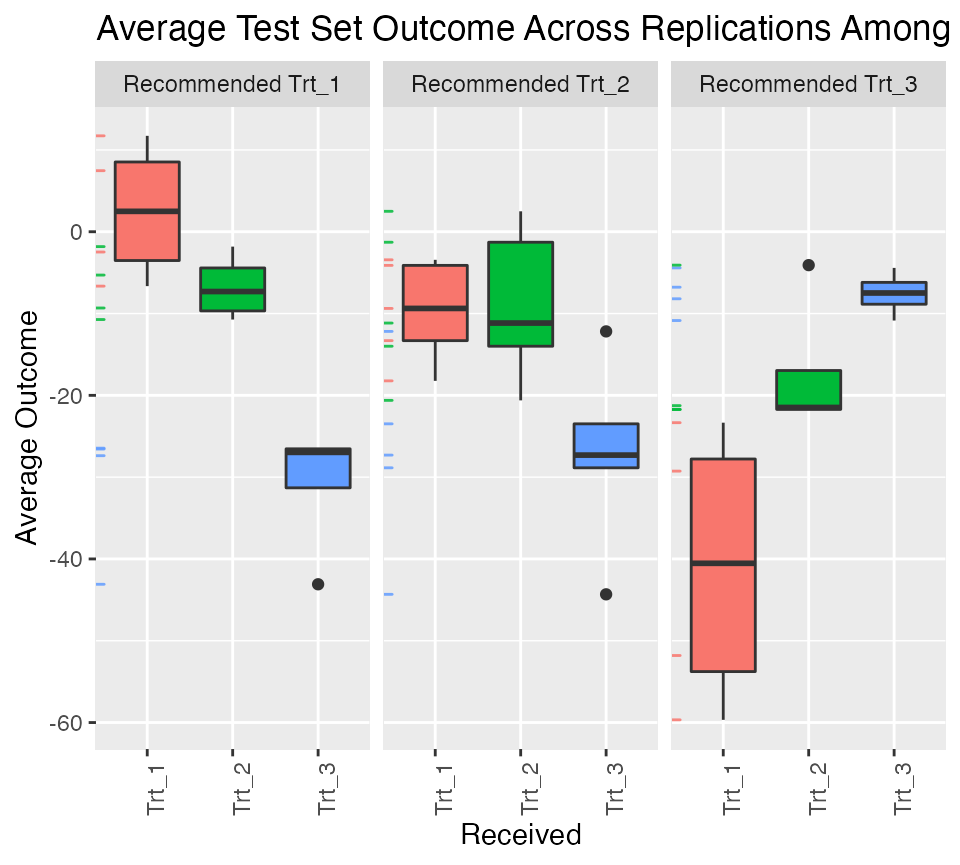 Average Test Set Outcome Across Replications Among
Recommended Trt_1
Recommended Trt_2
Recommended Trt_3
Average Outcome
0
-20
-40
-60
Trt_1
Trt_2
Trt_3
Trt_1
Trt_2
Trt_3
Trt_1
Trt_2
Trt_3
Received